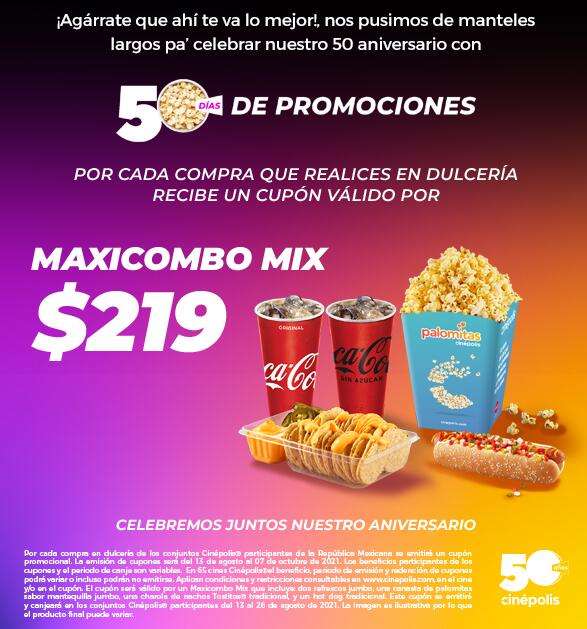 ¡Agárrate que ahí te va lo mejor!, nos pusimos de manteles
largos pa' celebrar nuestro 50 aniversario con
50 DÍAS DE PROMOCIONES
POR CADA COMPRA QUE REALICES EN DULCERÍA
RECIBE UN CUPÓN VÁLIDO POR
MAXICOMBO MIX
$219
ORIGINAL
Coca-Co
Coca-Co
SIN AZÚCAR
palomitas
cinépolis
CELEBREMOS JUNTOS NUESTRO ANIVERSARIO
Por cada compra en dulcería de los conjuntos Cinépolis® participantes de la República Mexicana se emitirá un cupón
promocional. La emisión de cupones será del 13 de agosto al 07 de octubre de 2021. Los beneficios participantes de los
cupones y el periodo de canje son variables. En 65 cines Cinépolis®el beneficio, periodo de emisión y redención de cupones
podrá variar o incluso podrán no emitirse. Aplican condiciones y restricciones consultables en www.cinepolis.com, en el cine
y/o en el cupón. El cupón será válido por un Maxicombo Mix que incluye dos refrescos jumbo, una canasta de palomitas
sabor mantequilla jumbo, una charola de nachos Tostitos® tradicional, y un hot dog tradicional. Este cupón se emitirá
y canjeará en los conjuntos Cinépolis® participantes del 13 al 26 de agosto de 2021. La imagen es ilustrativa por lo que
el producto final puede variar.
50 años
cinépolis